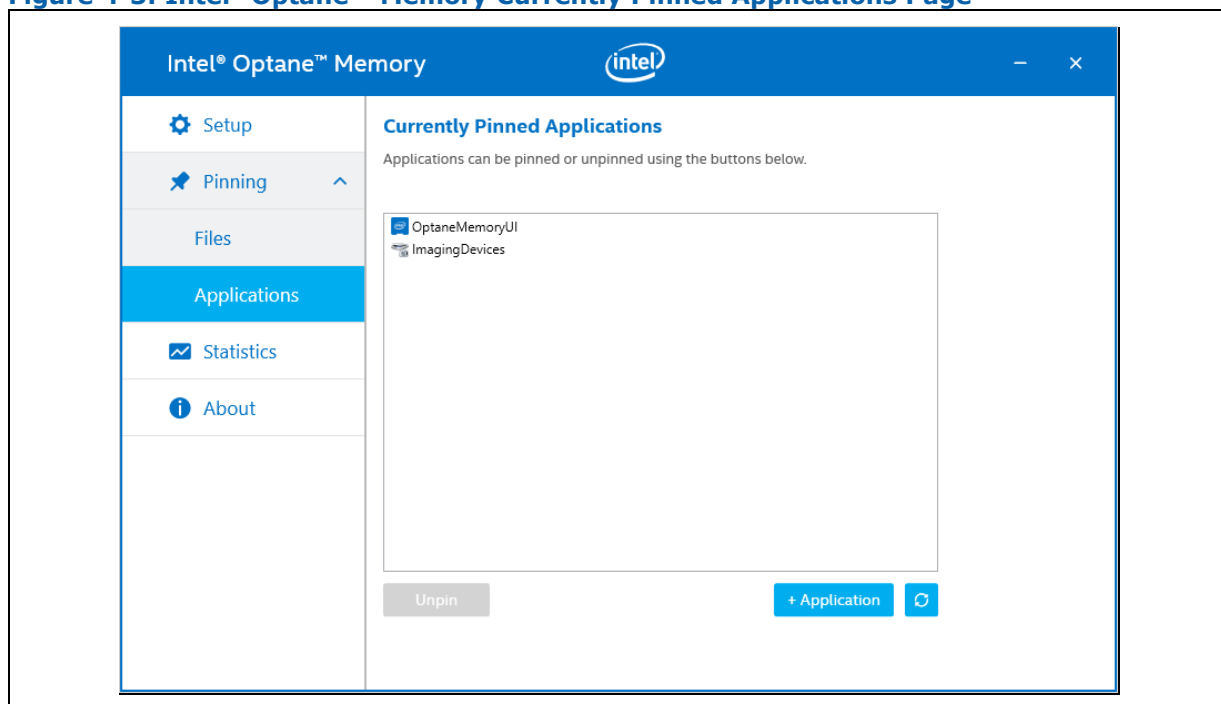 Intel® Optane™ Memory
intel
Setup
Currently Pinned Applications
Applications can be pinned or unpinned using the buttons below.
Pinning
Files
Applications
Statistics
About
OptaneMemoryUI
ImagingDevices
Unpin
+ Application